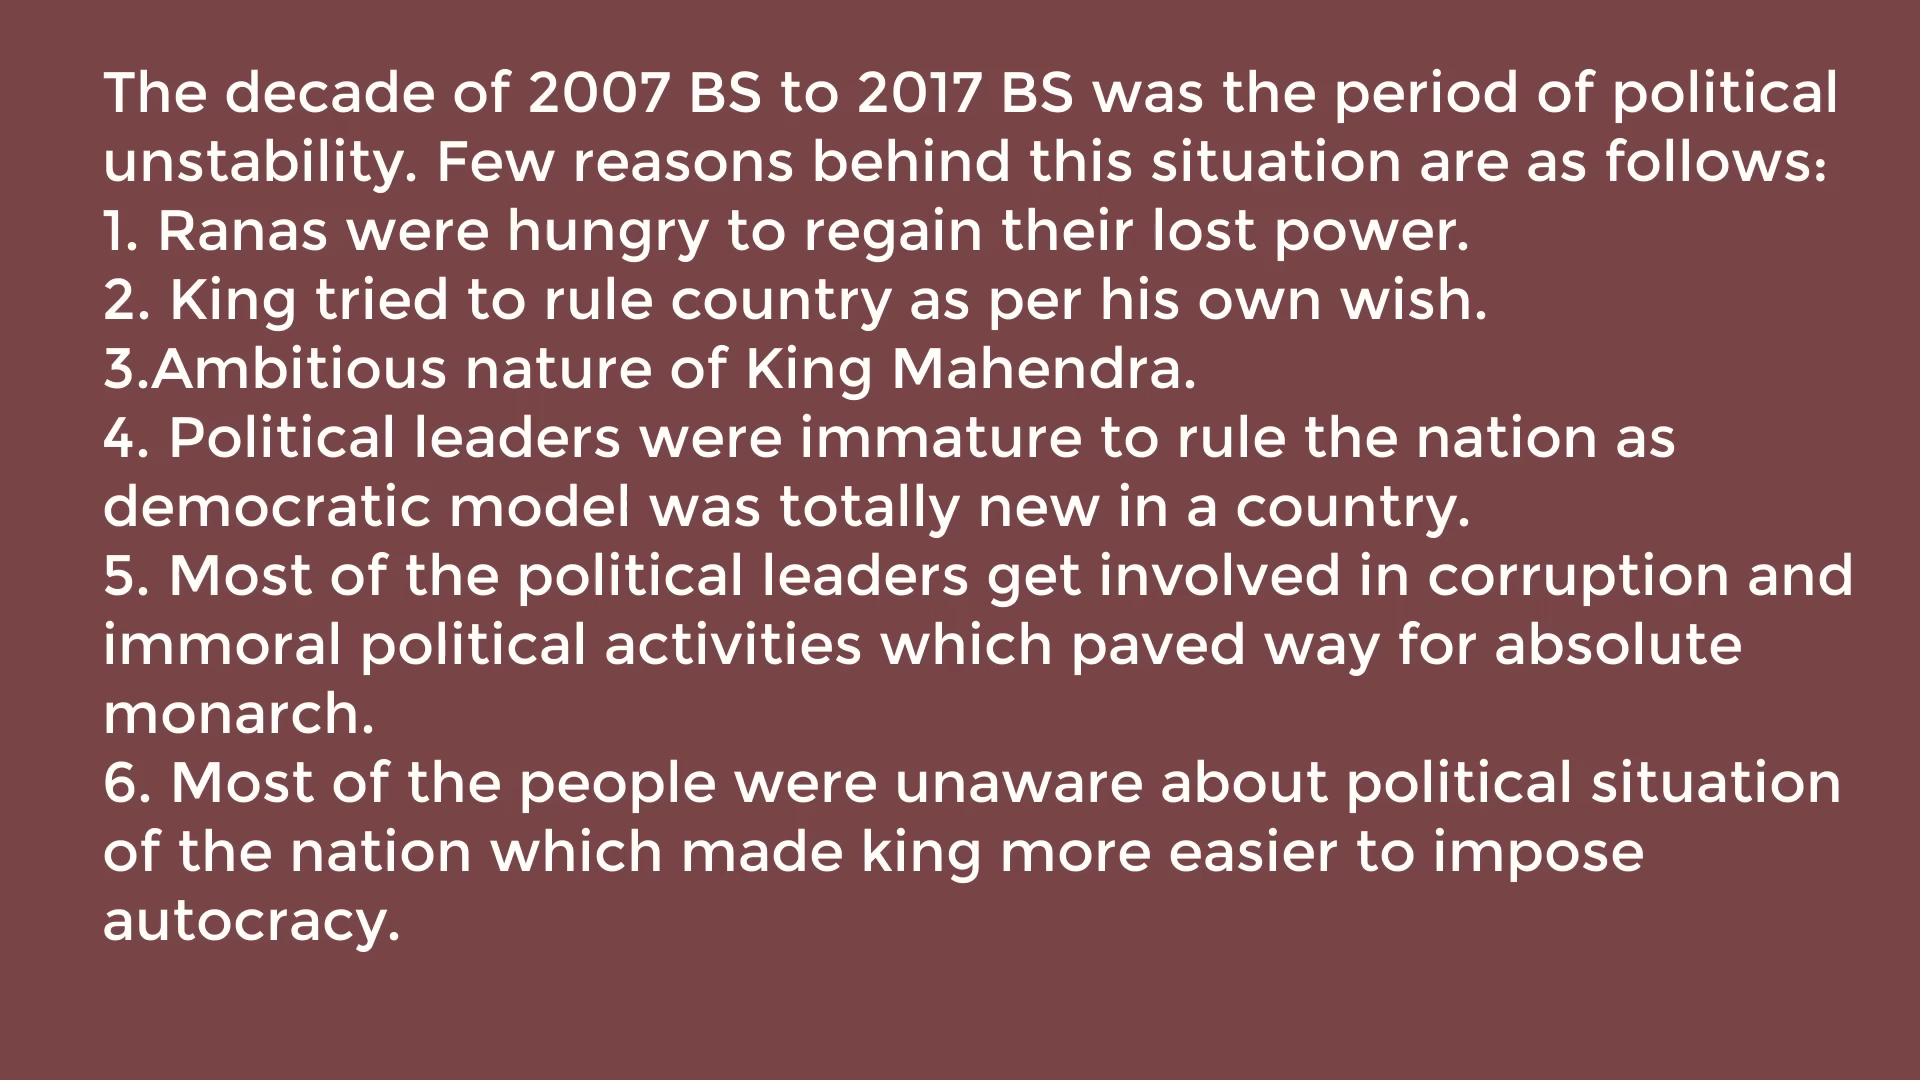 The decade of 2007 BS to 2017 BS was the period of political
unstability. Few reasons behind this situation are as follows:
1. Ranas were hungry to regain their lost power.
2. King tried to rule country as per his own wish.
3.Ambitious nature of King Mahendra.
4. Political leaders were immature to rule the nation as
democratic model was totally new in a country.
5. Most of the political leaders get involved in corruption and
immoral political activities which paved way for absolute
monarch.
6. Most of the people were unaware about political situation
of the nation which made king more easier to impose
autocracy.